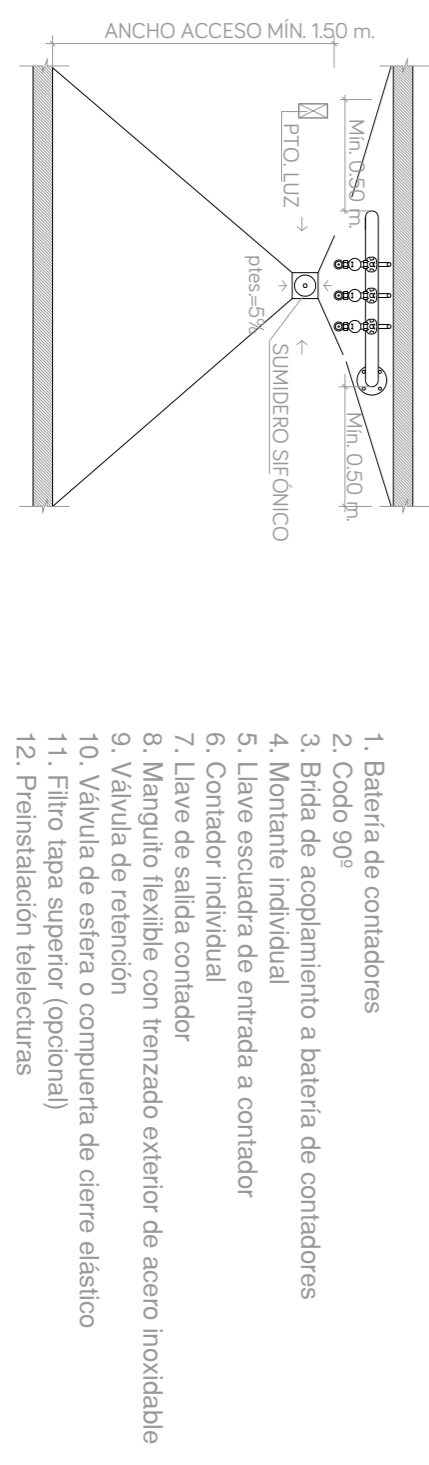 ANCHO ACCESO MÍN. 1.50 m.
Mín. 0.50 m.
PTO. LUZ
ptes.=5%
SUMIDERO SIFÓNICO
Mín. 0.50 m.
1. Batería de contadores
2. Codo 90º
3. Brida de acoplamiento a batería de contadores
4. Montante individual
5. Llave escuadra de entrada a contador
6. Contador individual
7. Llave de salida contador
8. Manguito flexiible con trenzado exterior de acero inoxidable
9. Válvula de retención
10. Válvula de esfera o compuerta de cierre elástico
11. Filtro tapa superior (opcional)
12. Preinstalación telelecturas